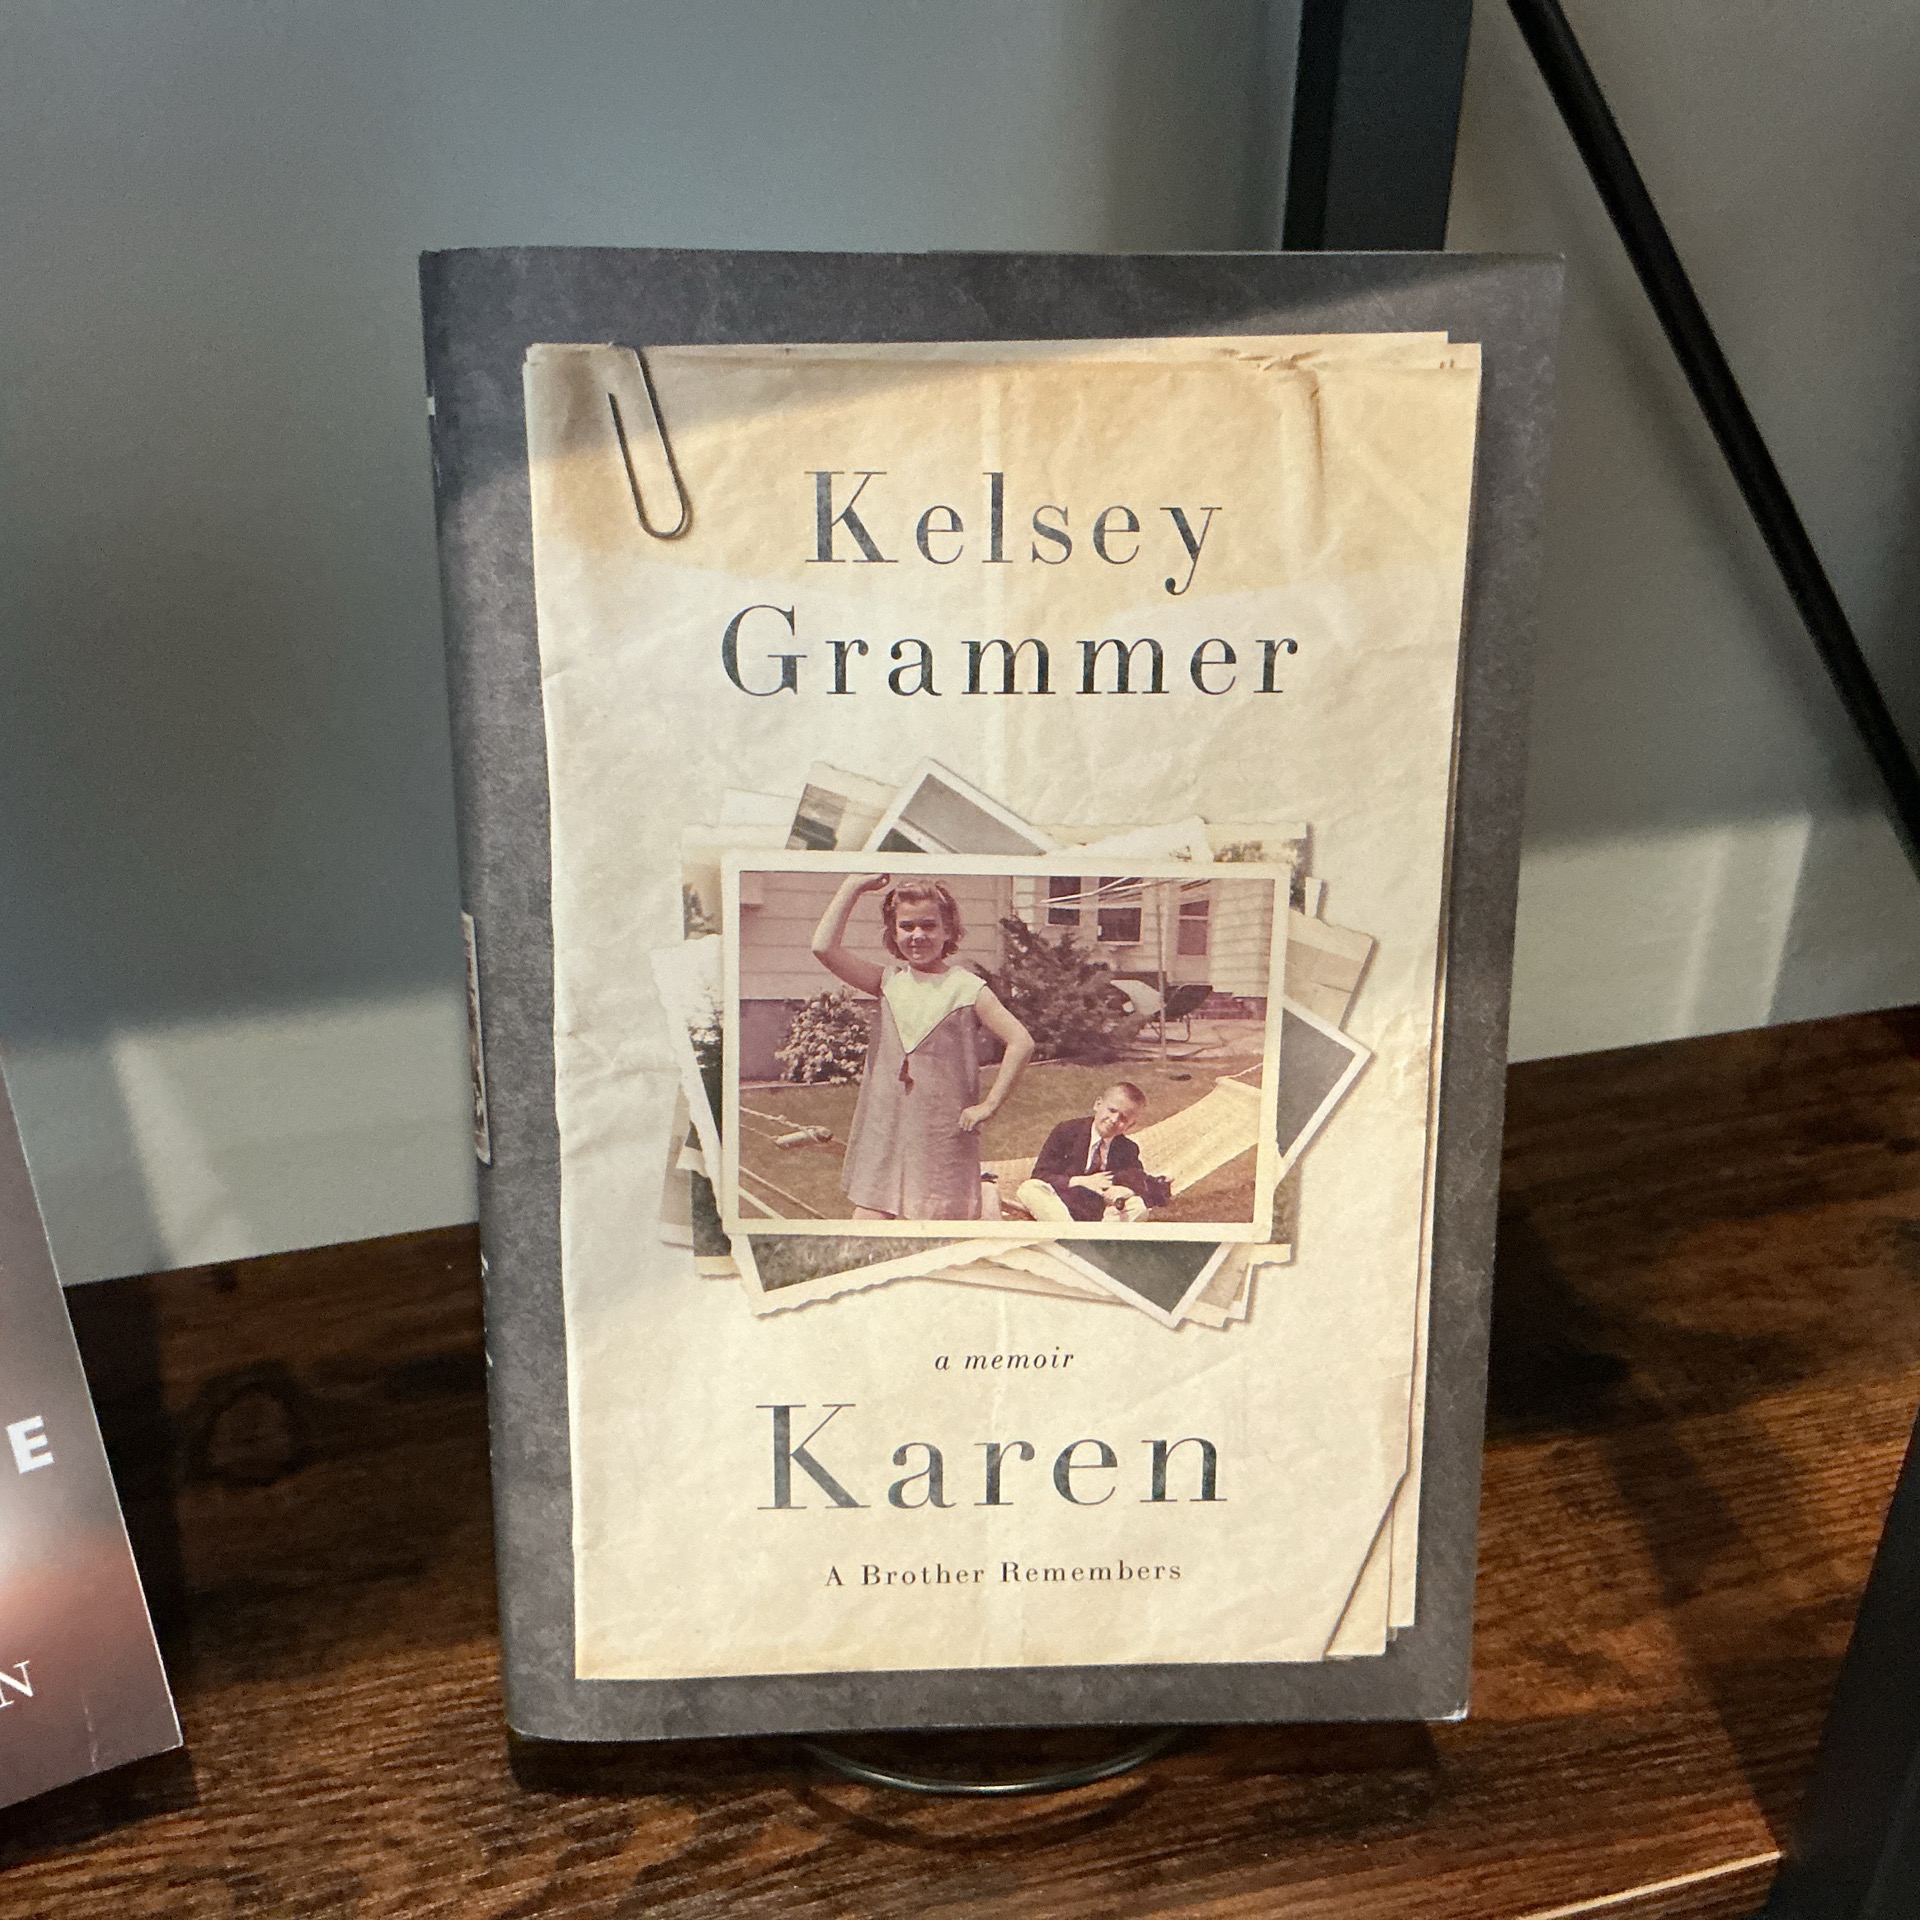 Kelsey
Grammer
a memoir
Karen
A Brother Remembers
E
N